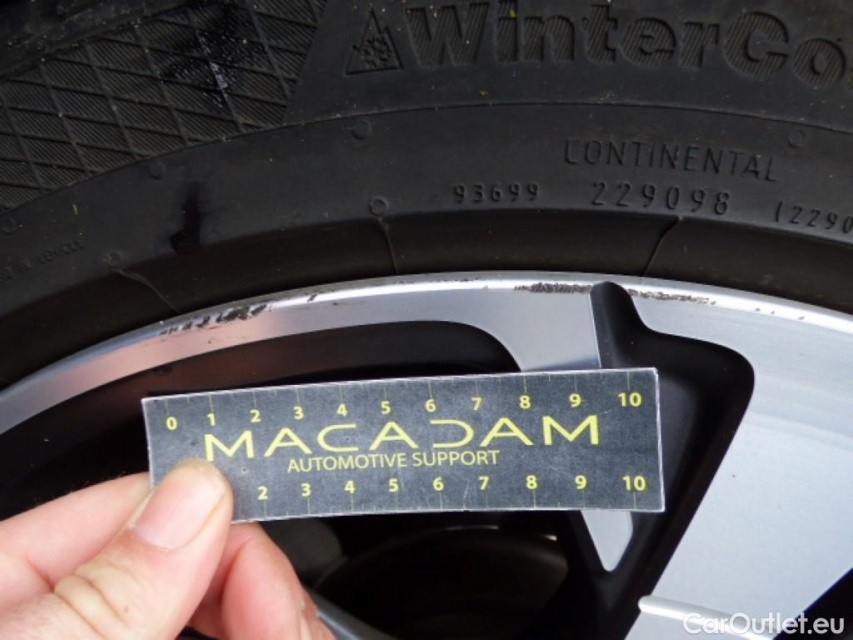 WinterCo
CONTINENTAL
93699 229098 (2290
0 1 2 3 4 5 6 7 8 9 10
MACADAM
AUTOMOTIVE SUPPORT
2 3 4 5 6 7 8 9 10
CarOutlet.eu